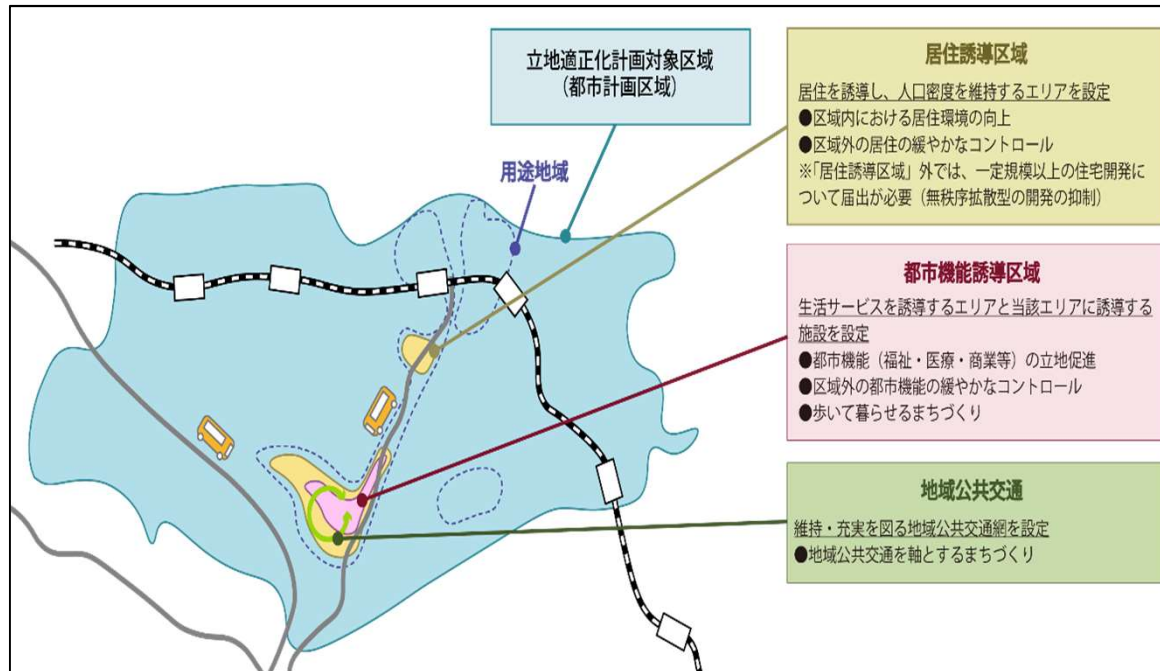 立地適正化計画対象区域
(都市計画区域)
用途地域
居住誘導区域
居住を誘導し、人口密度を維持するエリアを設定
●区域内における居住環境の向上
●区域外の居住の緩やかなコントロール
※「居住誘導区域」外では、一定規模以上の住宅開発に
ついて届出が必要（無秩序拡散型の開発の抑制）
都市機能誘導区域
生活サービスを誘導するエリアと当該エリアに誘導する
施設を設定
●都市機能（福祉・医療・商業等）の立地促進
●区域外の都市機能の緩やかなコントロール
●歩いて暮らせるまちづくり
地域公共交通
維持・充実を図る地域公共交通網を設定
●地域公共交通を軸とするまちづくり